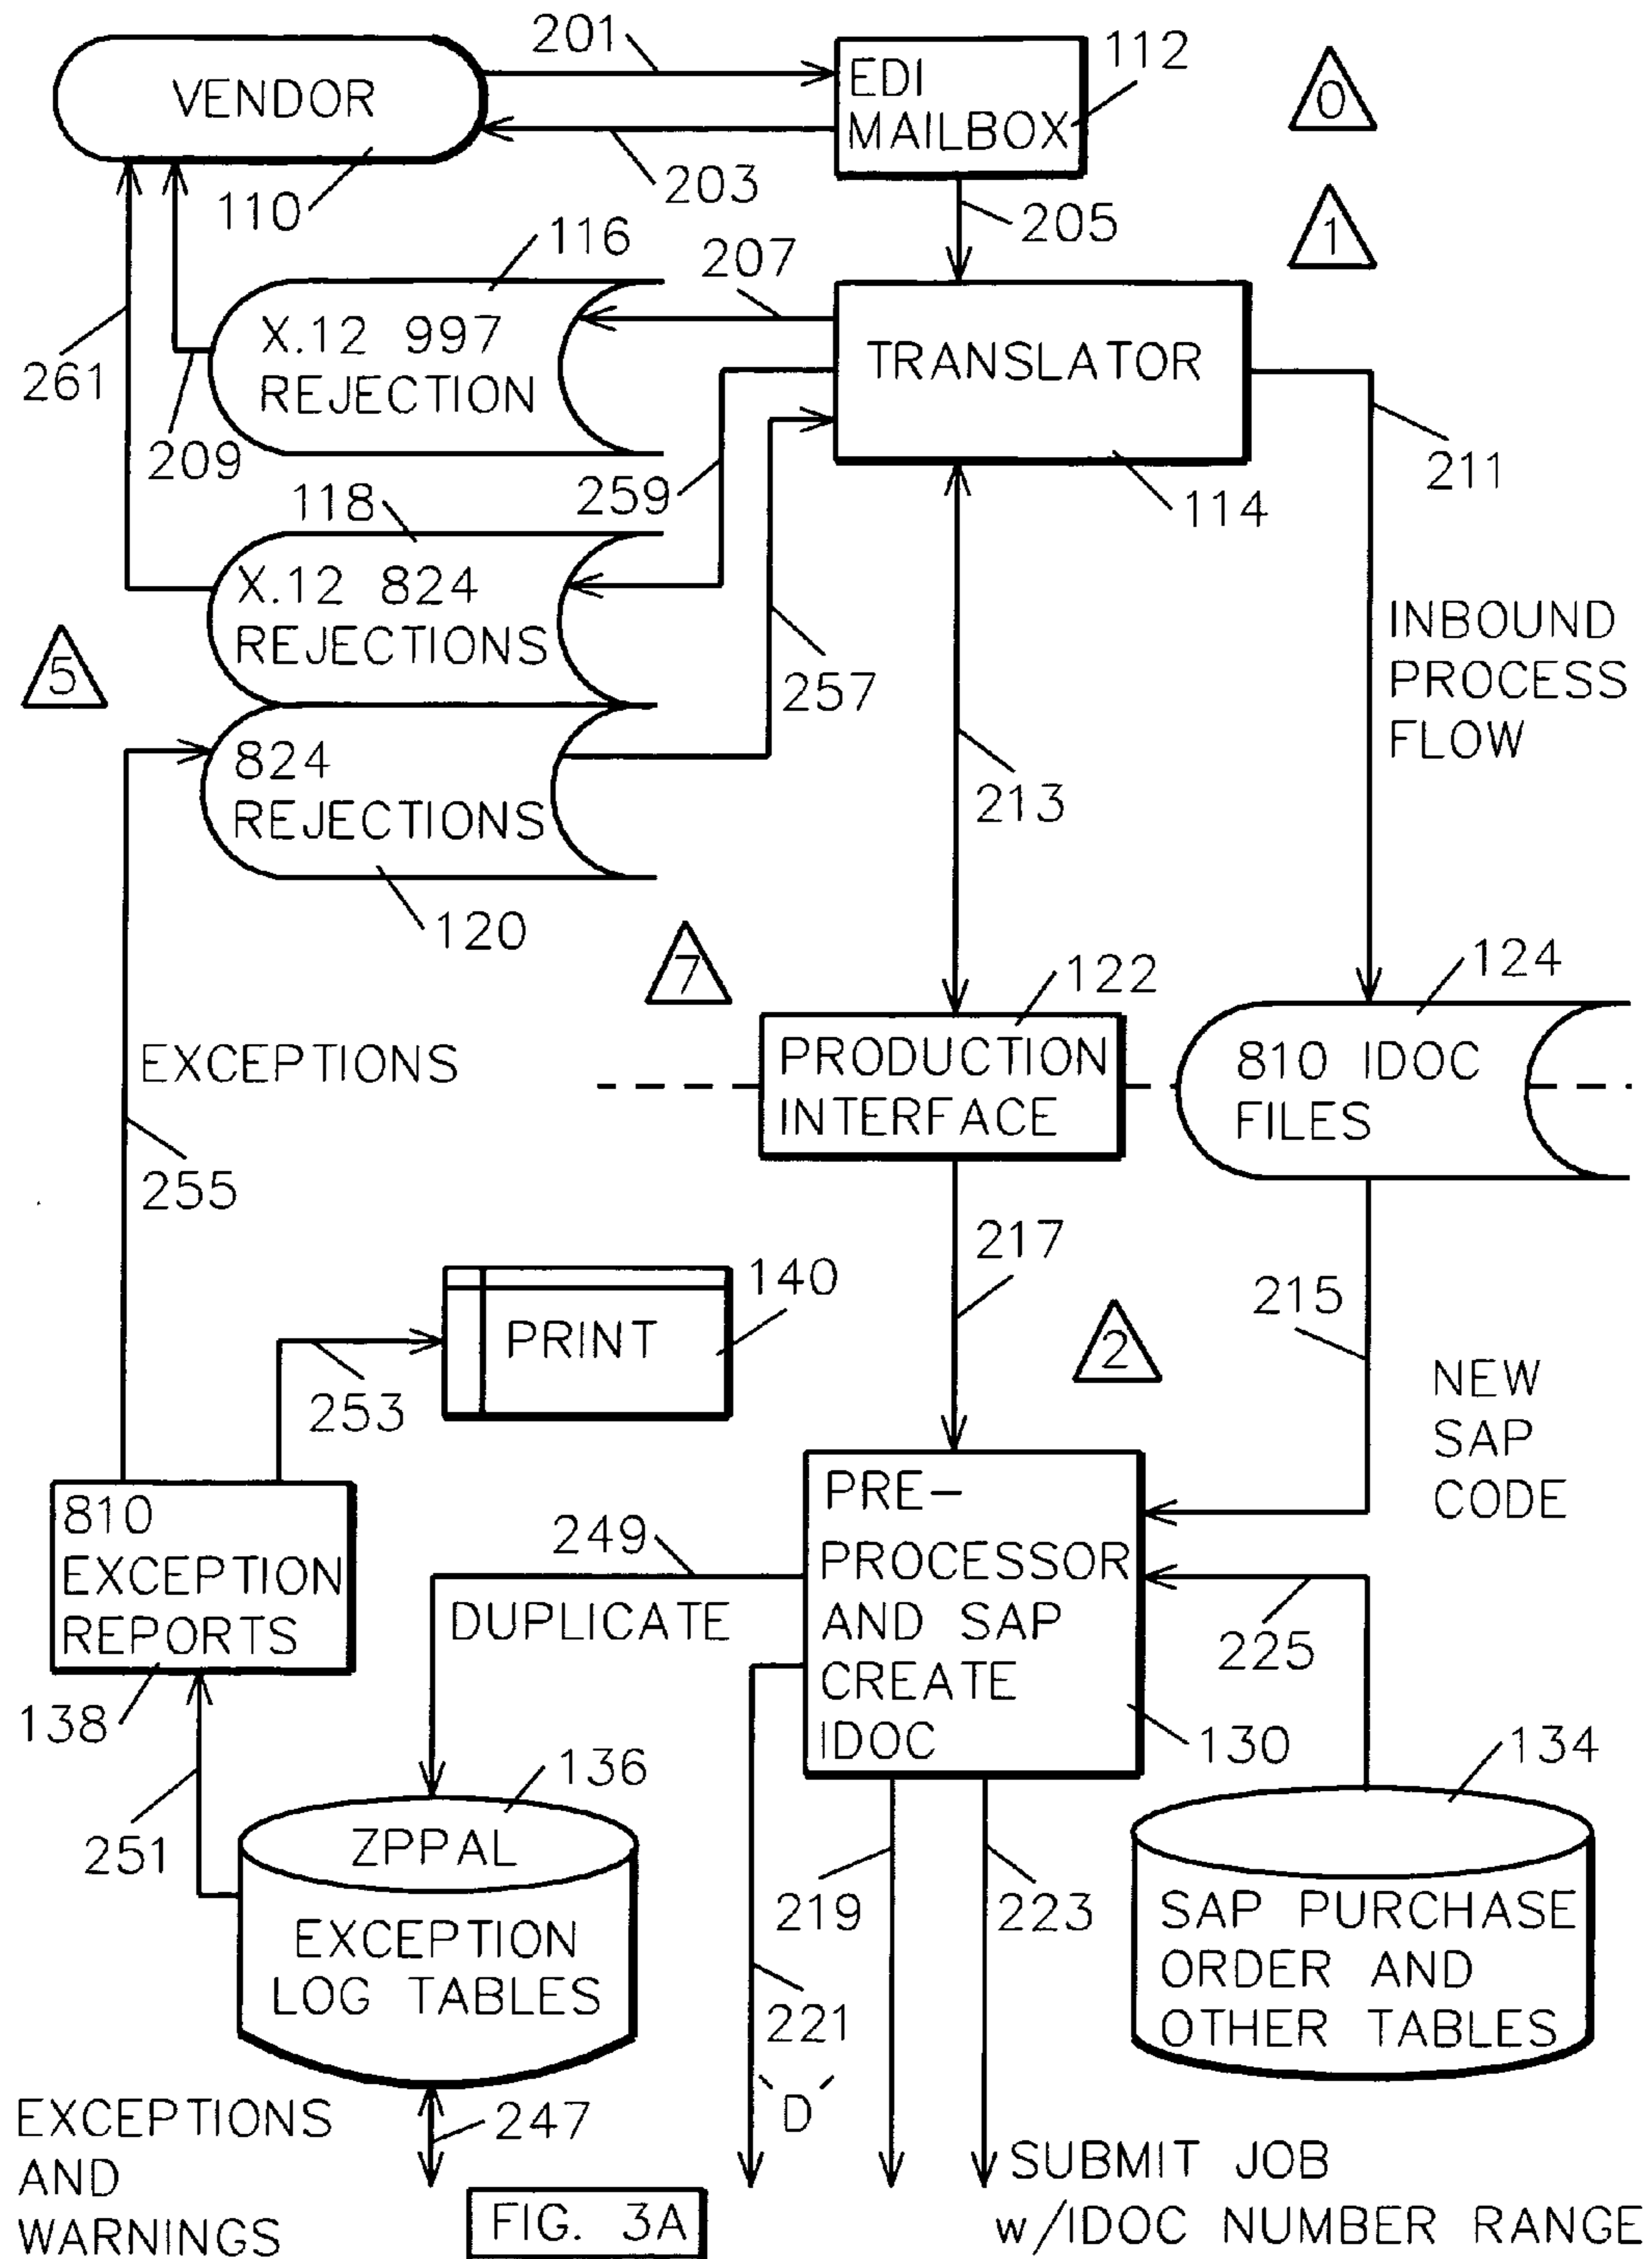 201
EDI
MAILBOX
112
VENDOR
0
110
203
205
1
116
207
X.12 997
REJECTION
TRANSLATOR
261
209
259
211
118
114
X.12 824
REJECTIONS
INBOUND
PROCESS
FLOW
5
257
824
REJECTIONS
213
120
7
122
124
EXCEPTIONS
PRODUCTION
INTERFACE
810 IDOC
FILES
255
217
140
215
PRINT
2
253
NEW
SAP
CODE
810
EXCEPTION
REPORTS
249
PRE-
PROCESSOR
AND SAP
CREATE
IDOC
DUPLICATE
225
138
130
134
136
251
ZPPAL
219
223
EXCEPTION
LOG TABLES
SAP PURCHASE
ORDER AND
OTHER TABLES
221
'D'
EXCEPTIONS
AND
WARNINGS
247
SUBMIT JOB
w/IDOC NUMBER RANGE
FIG. 3A